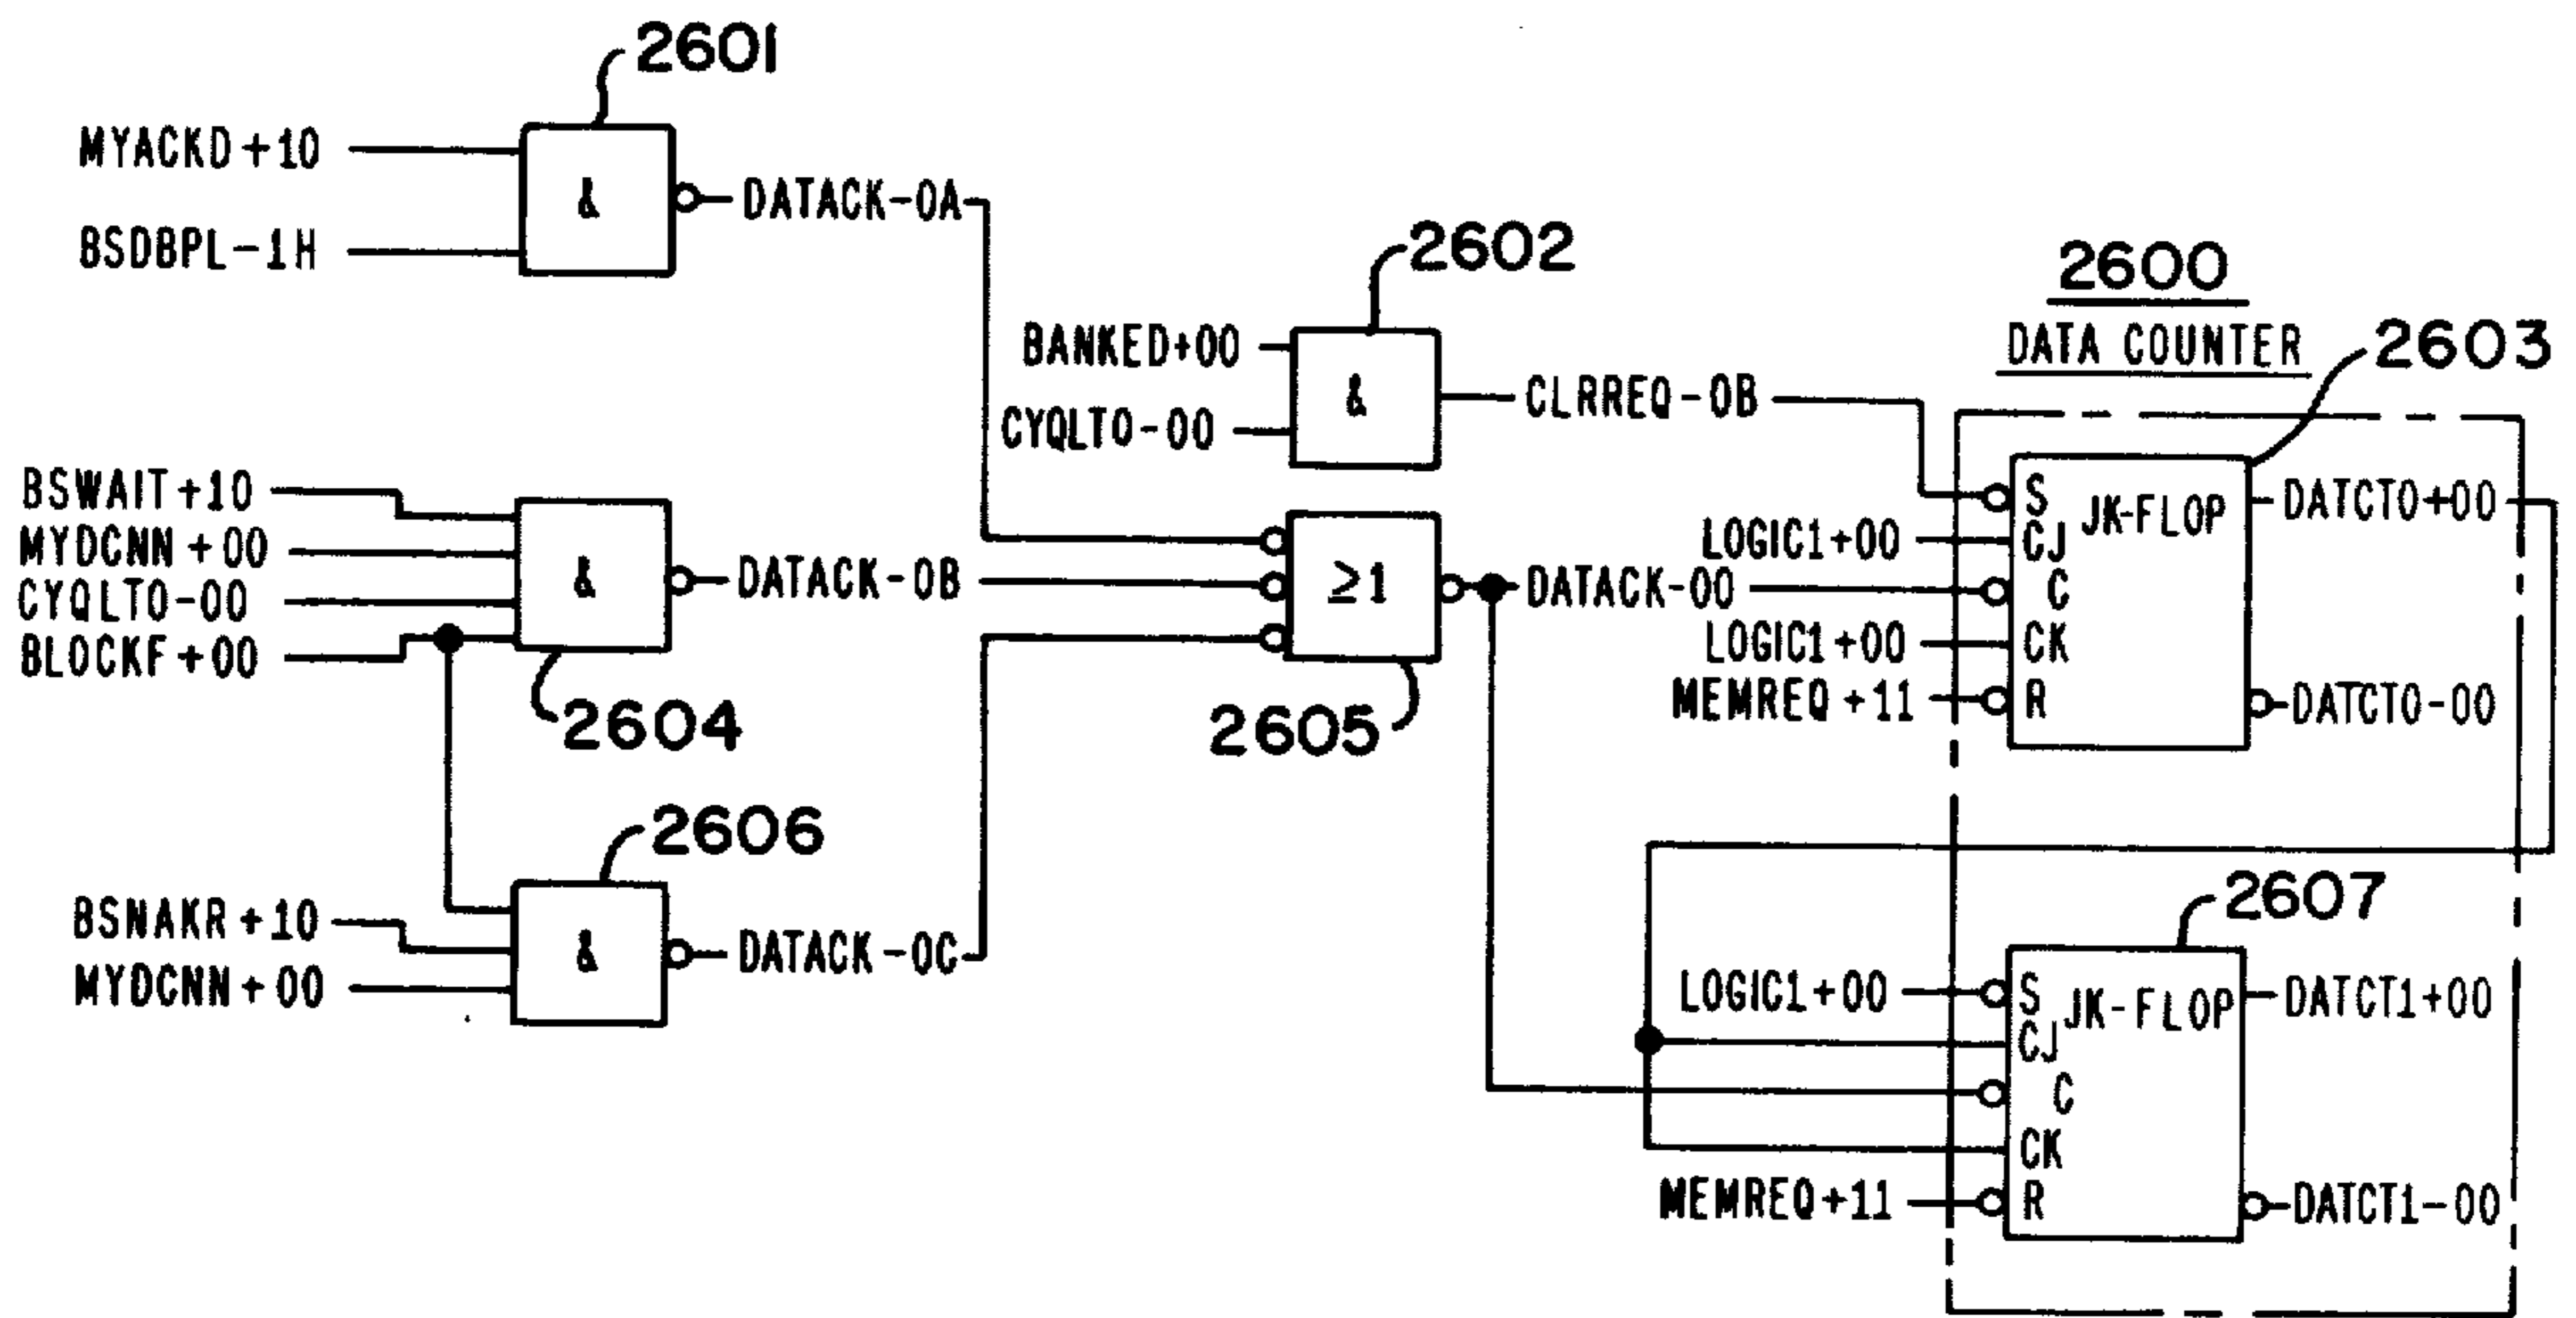 2601
MYACKD+10
&
DATACK-0A
BSDBPL-1H
2602
2600
DATA COUNTER
2603
BANKED+00
&
CLRREQ-0B
CYQLT0-00
BSWAIT+10
MYDCNN+00
CYQLT0-00
BLOCKF+00
&
DATACK-0B
2604
≥1
DATACK-00
2605
S
JK-FLOP
DATCT0+00
LOGIC1+00
CJ
C
LOGIC1+00
CK
MEMREQ+11
R
DATCT0-00
2606
BSNAKR+10
&
DATACK-0C
MYDCNN+00
2607
LOGIC1+00
S
JK-FLOP
DATCT1+00
CJ
C
CK
MEMREQ+11
R
DATCT1-00